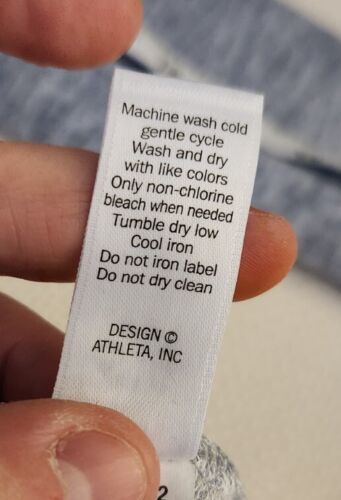 Machine wash cold
gentle cycle
Wash and dry
with like colors
Only non-chlorine
bleach when needed
Tumble dry low
Cool iron
Do not iron label
Do not dry clean
DESIGN ©
ATHLETA, INC
2